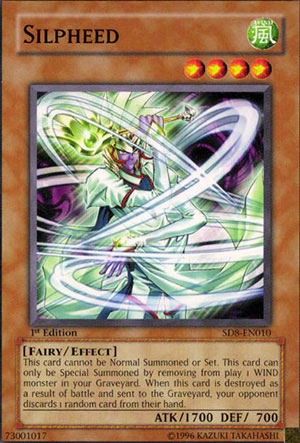 SILPHEED
WIND
風
1st Edition
SD8-EN010
[FAIRY/EFFECT]
This card cannot be Normal Summoned or Set. This card can
only be Special Summoned by removing from play 1 WIND
monster in your Graveyard. When this card is destroyed as
a result of battle and sent to the Graveyard, your opponent
discards 1 random card from their hand.
ATK/1700 DEF/ 700
73001017
©1996 KAZUKI TAKAHASHI